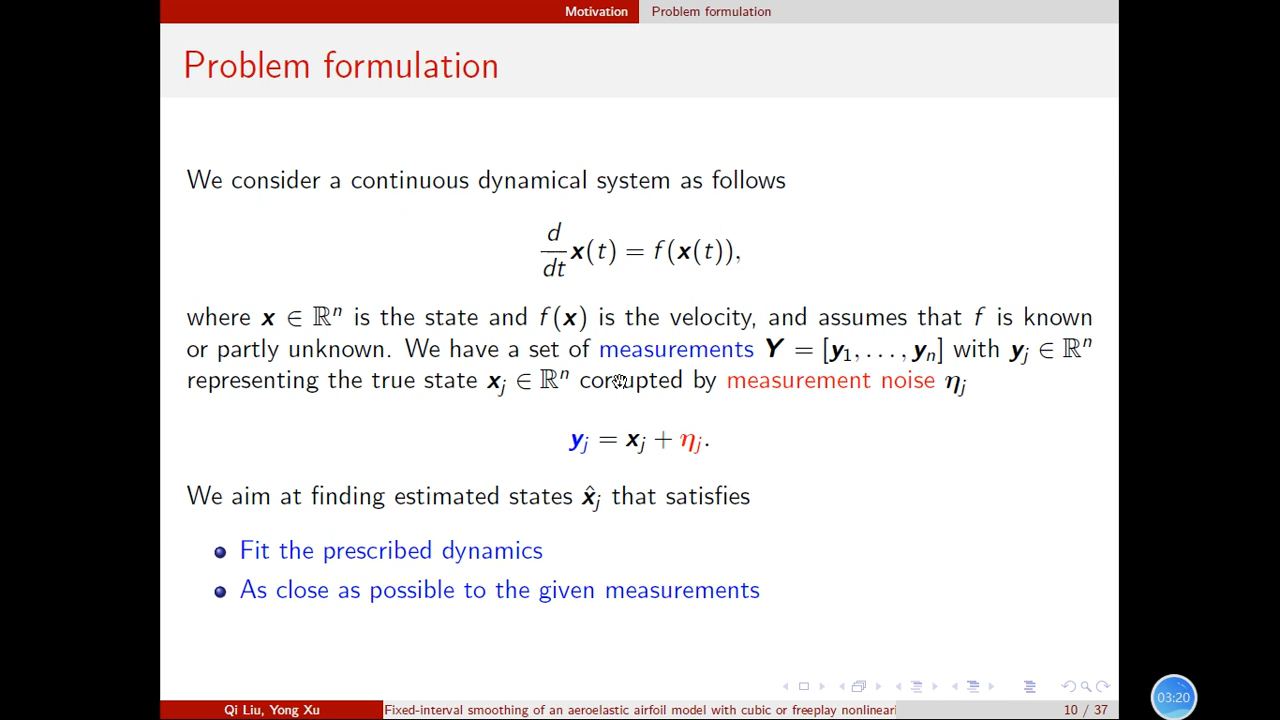 Motivation Problem formulation
Problem formulation
We consider a continuous dynamical system as follows
d/dt x(t) = f(x(t)),
where x ∈ ℝⁿ is the state and f(x) is the velocity, and assumes that f is known
or partly unknown. We have a set of measurements Y = [y₁, . . . , yₙ] with yⱼ ∈ ℝⁿ
representing the true state xⱼ ∈ ℝⁿ corrupted by measurement noise ηⱼ
yⱼ = xⱼ + ηⱼ.
We aim at finding estimated states x̂ⱼ that satisfies
Fit the prescribed dynamics
As close as possible to the given measurements
03:20
Qi Liu, Yong Xu Fixed-interval smoothing of an aeroelastic airfoil model with cubic or freeplay nonlineari 10 / 37